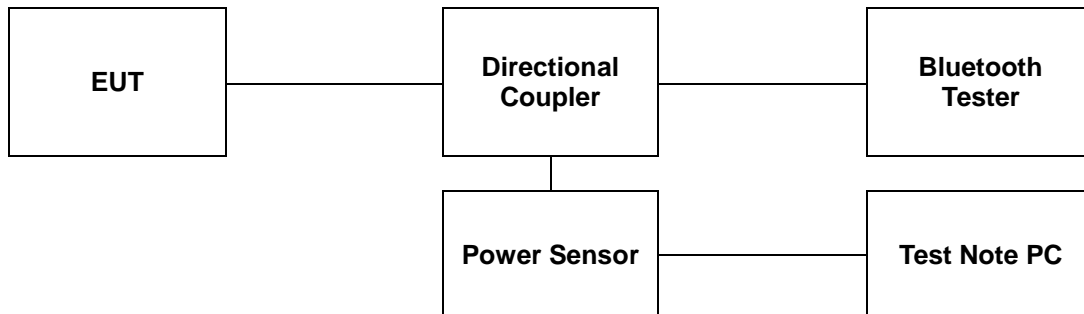 EUT
Directional
Coupler
Bluetooth
Tester
Power Sensor
Test Note PC